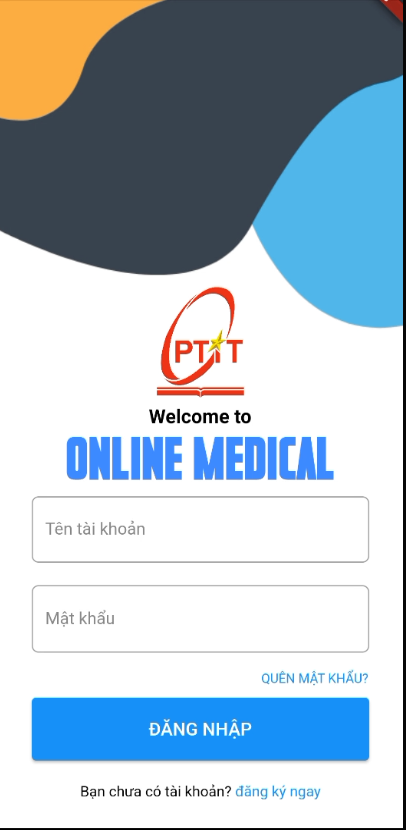 PTIT
Welcome to
ONLINE MEDICAL
Tên tài khoản
Mật khẩu
QUÊN MẬT KHẨU?
ĐĂNG NHẬP
Bạn chưa có tài khoản? đăng ký ngay